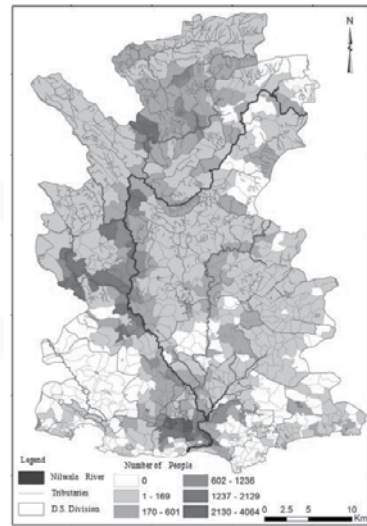 N
Legend
Nilwala River
Tributaries
D.S. Division
Number of People
0
1 - 169
170 - 601
602 - 1236
1237 - 2129
2130 - 4064
0 2.5 5 10
Km